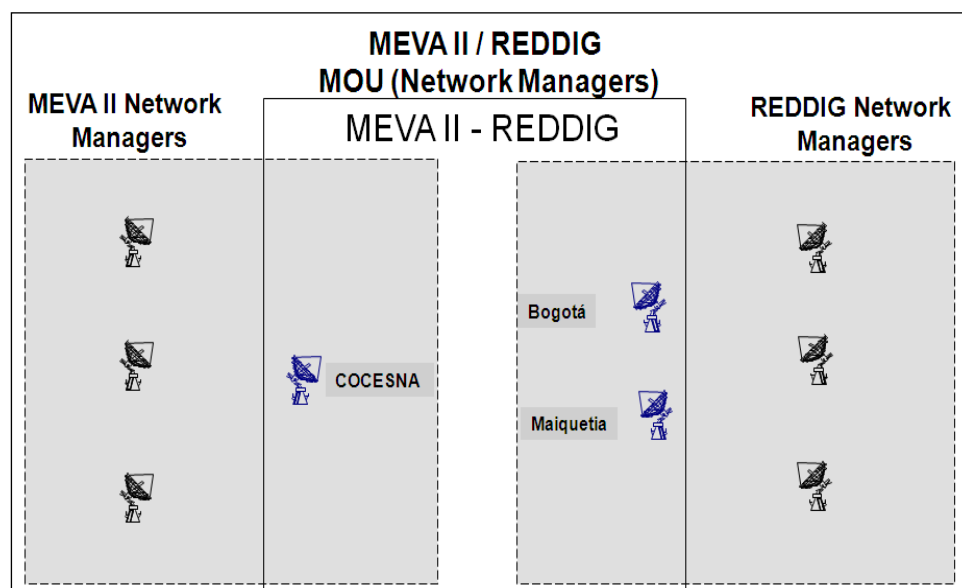 MEVA II / REDDIG
MOU (Network Managers)
MEVA II Network
Managers
REDDIG Network
Managers
MEVA II - REDDIG
Bogotá
COCESNA
Maiquetia